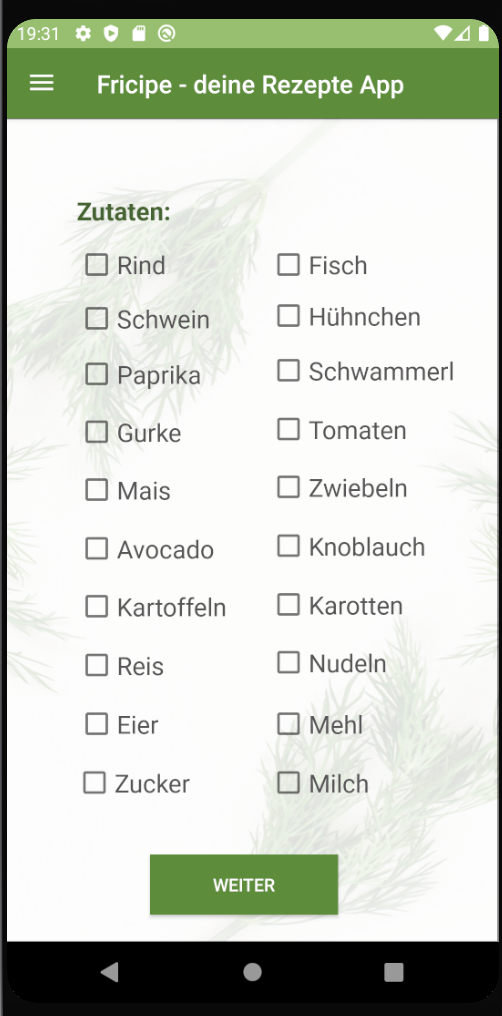 19:31
Fricipe - deine Rezepte App
Zutaten:
Rind
Fisch
Schwein
Hühnchen
Paprika
Schwammerl
Gurke
Tomaten
Mais
Zwiebeln
Avocado
Knoblauch
Kartoffeln
Karotten
Reis
Nudeln
Eier
Mehl
Zucker
Milch
WEITER